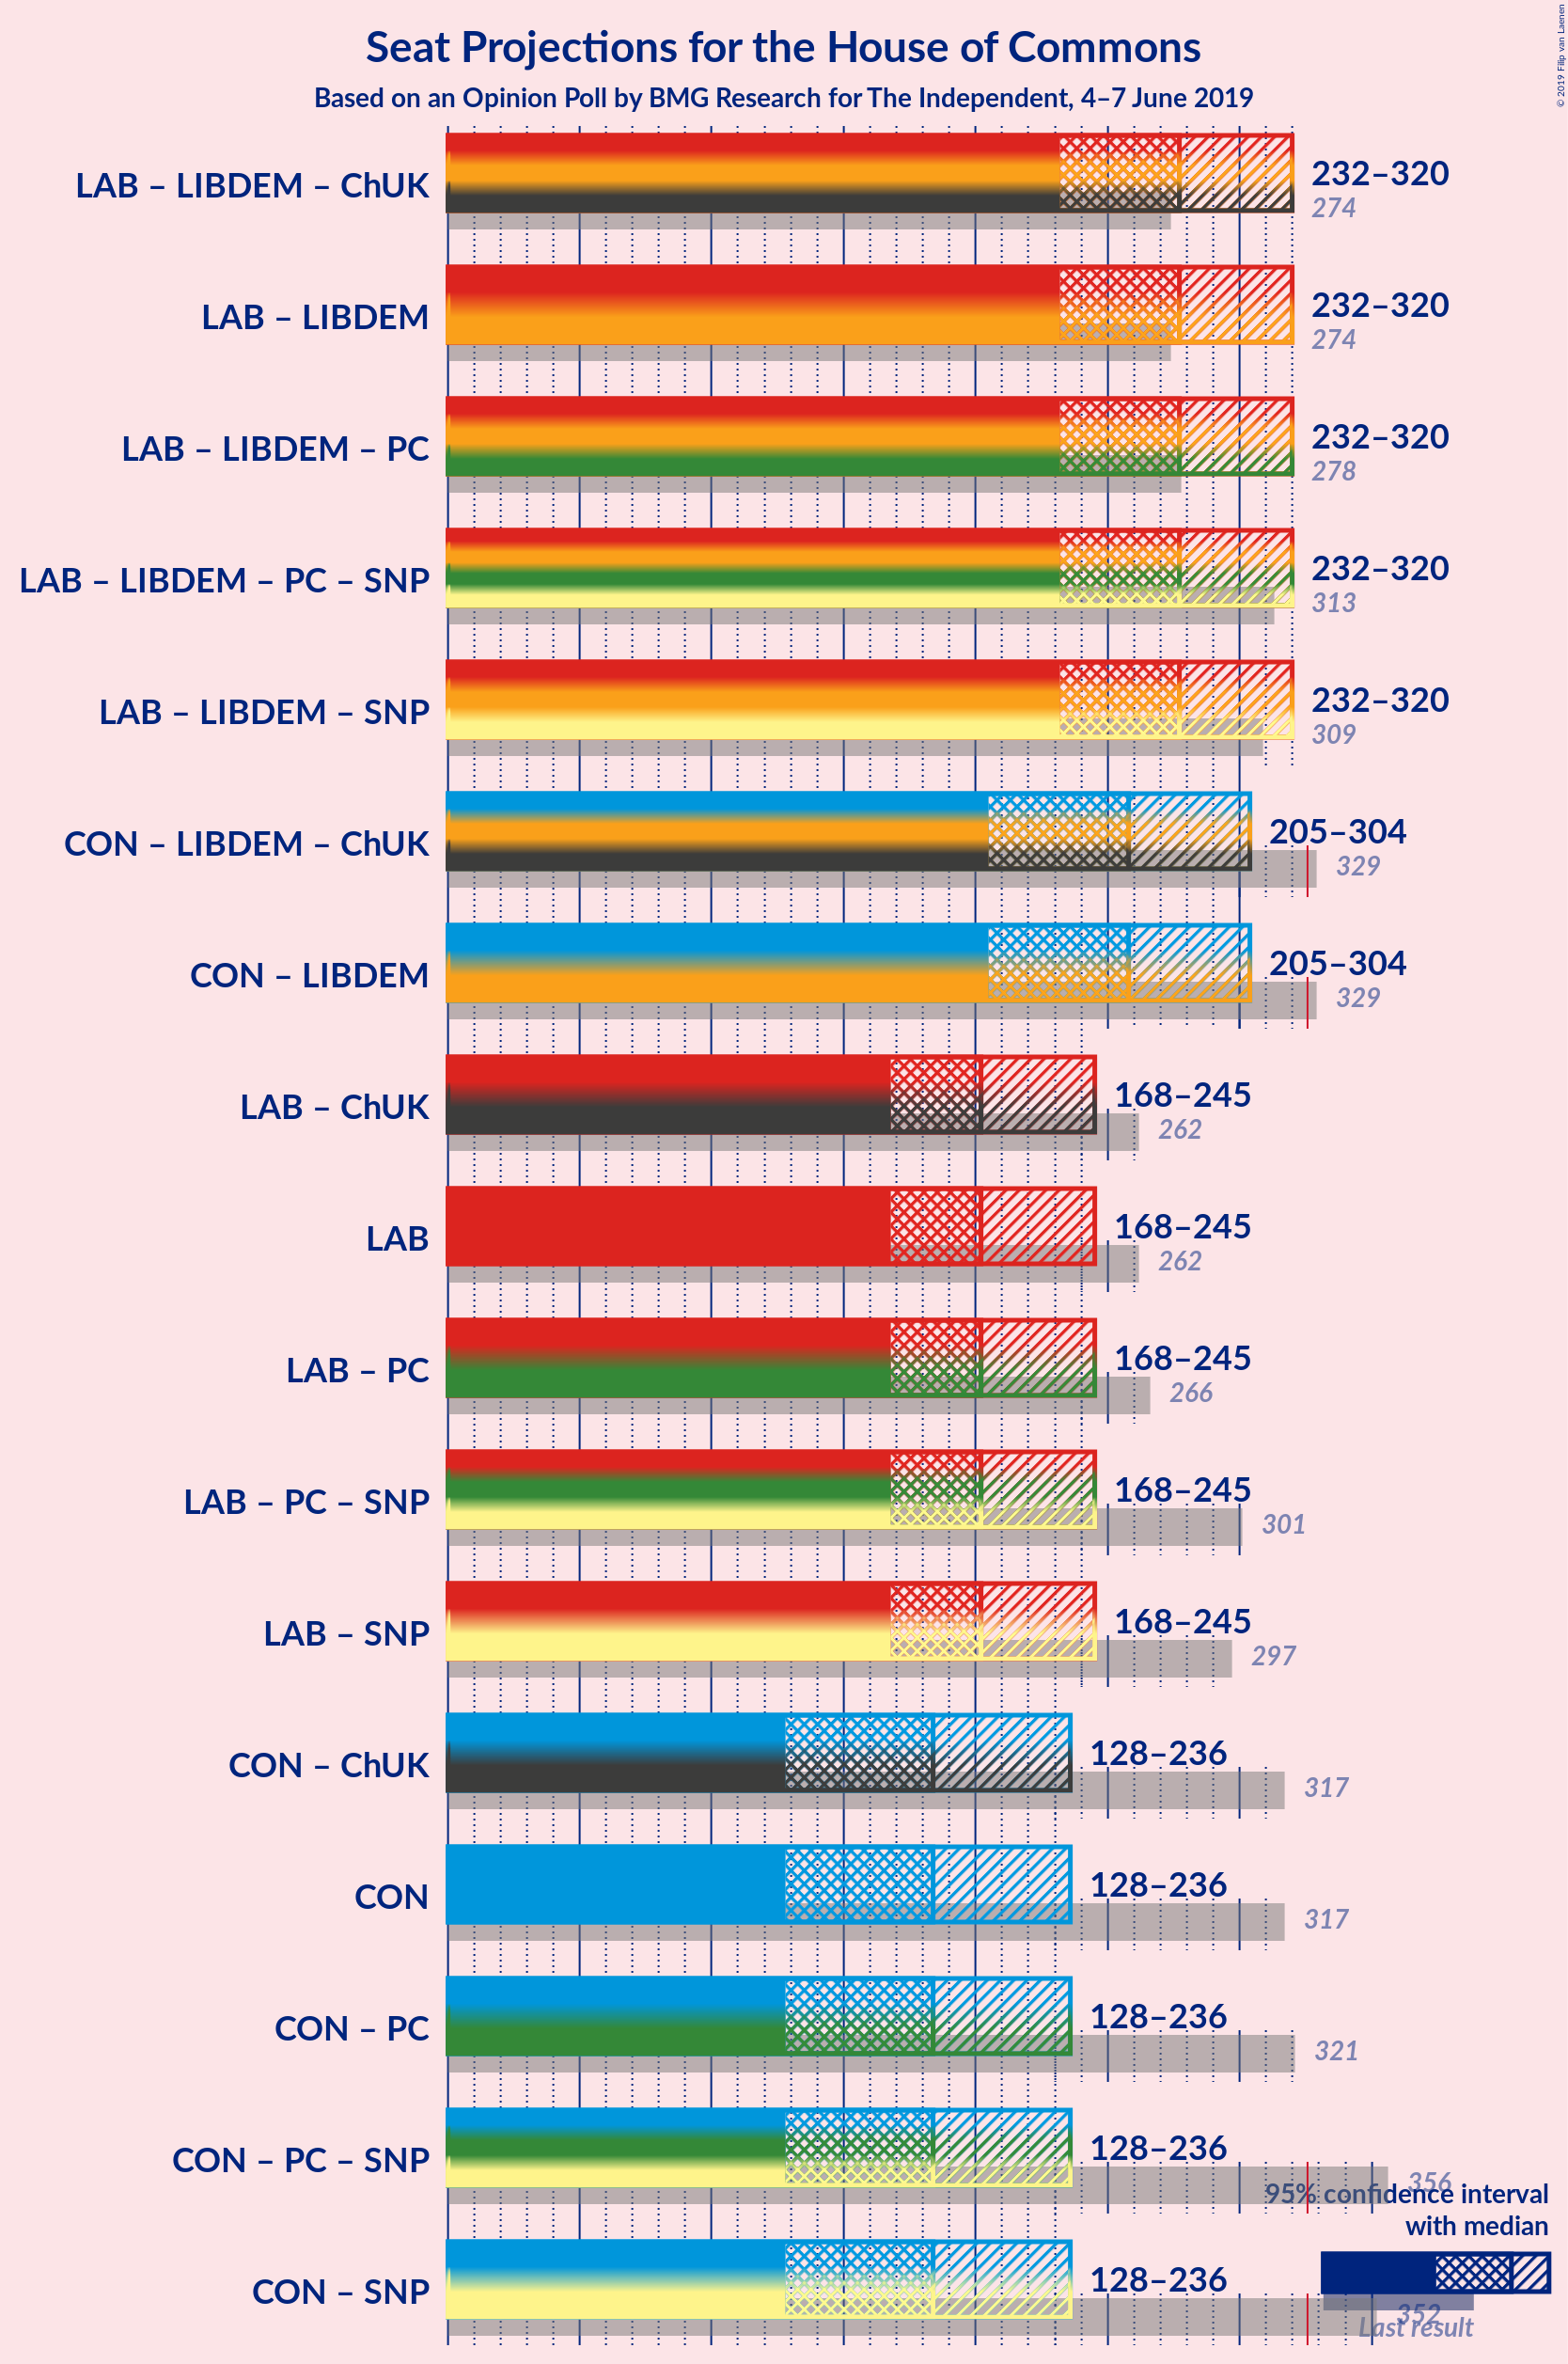 Seat Projections for the House of Commons
Based on an Opinion Poll by BMG Research for The Independent, 4–7 June 2019
© 2019 Filip van Laenen
LAB – LIBDEM – ChUK
232–320
274
LAB – LIBDEM
232–320
274
LAB – LIBDEM – PC
232–320
278
LAB – LIBDEM – PC – SNP
232–320
313
LAB – LIBDEM – SNP
232–320
309
CON – LIBDEM – ChUK
205–304
329
CON – LIBDEM
205–304
329
LAB – ChUK
168–245
262
LAB
168–245
262
LAB – PC
168–245
266
LAB – PC – SNP
168–245
301
LAB – SNP
168–245
297
CON – ChUK
128–236
317
CON
128–236
317
CON – PC
128–236
321
CON – PC – SNP
128–236
356
CON – SNP
128–236
352
95% confidence interval
with median
Last result